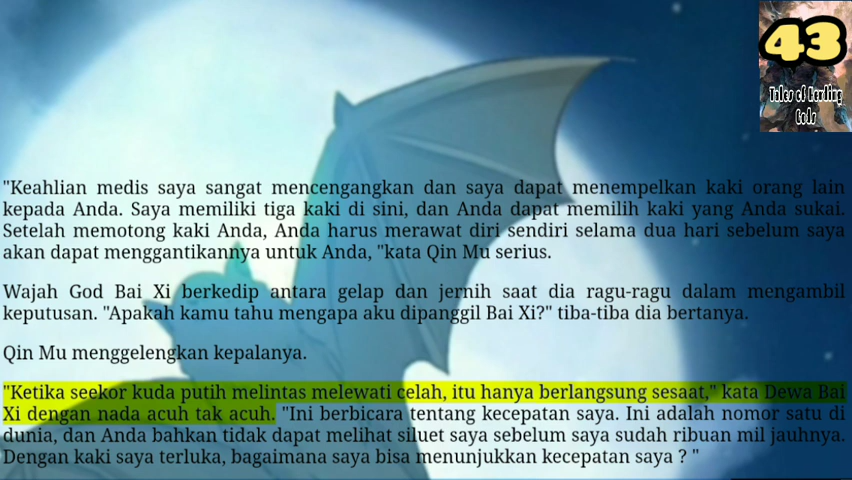 43
Tales of Herding
Gods
"Keahlian medis saya sangat mencengangkan dan saya dapat menempelkan kaki orang lain
kepada Anda. Saya memiliki tiga kaki di sini, dan Anda dapat memilih kaki yang Anda sukai.
Setelah memotong kaki Anda, Anda harus merawat diri sendiri selama dua hari sebelum saya
akan dapat menggantikannya untuk Anda, "kata Qin Mu serius.
Wajah God Bai Xi berkedip antara gelap dan jernih saat dia ragu-ragu dalam mengambil
keputusan. "Apakah kamu tahu mengapa aku dipanggil Bai Xi?" tiba-tiba dia bertanya.
Qin Mu menggelengkan kepalanya.
"Ketika seekor kuda putih melintas melewati celah, itu hanya berlangsung sesaat," kata Dewa Bai
Xi dengan nada acuh tak acuh. "Ini berbicara tentang kecepatan saya. Ini adalah nomor satu di
dunia, dan Anda bahkan tidak dapat melihat siluet saya sebelum saya sudah ribuan mil jauhnya.
Dengan kaki saya terluka, bagaimana saya bisa menunjukkan kecepatan saya ? "